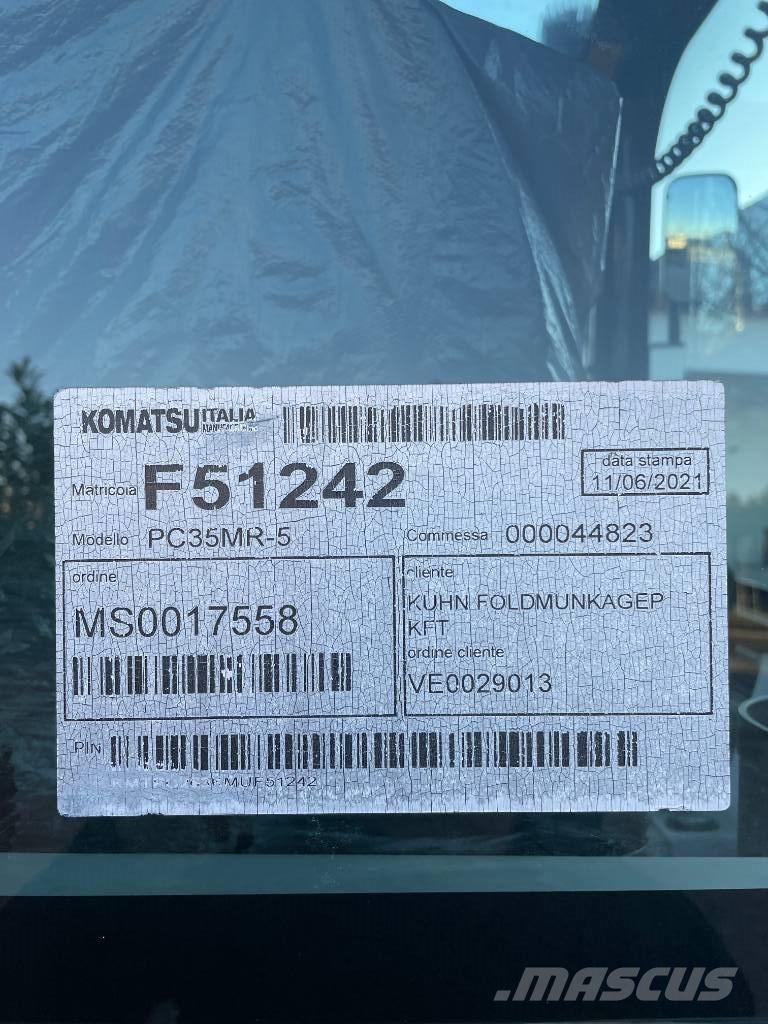 KOMATSU ITALIA
Matricola F51242
data stampa
11/06/2021
Modello PC35MR-5
Commessa 000044823
ordine
MS0017558
cliente
KUHN FOLDMUNKAGEP
KFT
ordine cliente
VE0029013
PIN
MUF51242
MASCUS